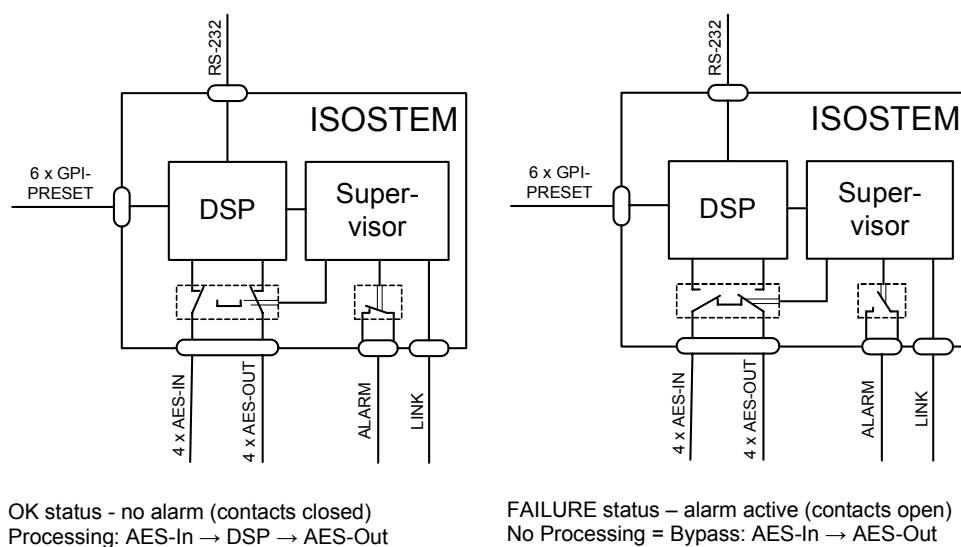 RS-232
ISOSTEM
6 x GPI-
PRESET
DSP
Super-
visor
4 x AES-IN
4 x AES-OUT
ALARM
LINK
OK status - no alarm (contacts closed)
Processing: AES-In → DSP → AES-Out
RS-232
ISOSTEM
6 x GPI-
PRESET
DSP
Super-
visor
4 x AES-IN
4 x AES-OUT
ALARM
LINK
FAILURE status – alarm active (contacts open)
No Processing = Bypass: AES-In → AES-Out